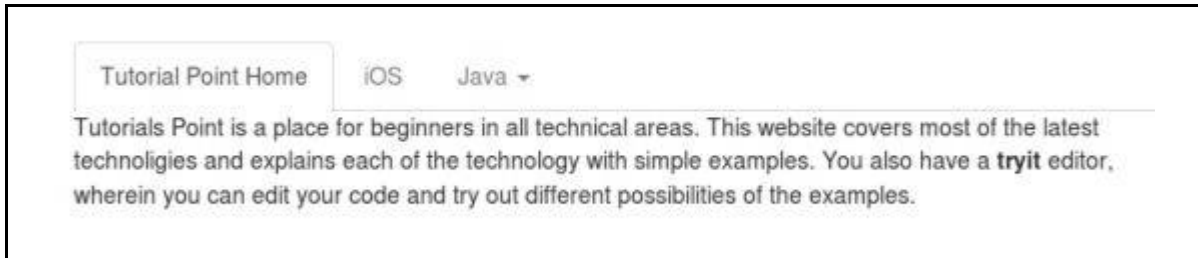 Tutorial Point Home iOS Java
Tutorials Point is a place for beginners in all technical areas. This website covers most of the latest
technoligies and explains each of the technology with simple examples. You also have a tryit editor,
wherein you can edit your code and try out different possibilities of the examples.